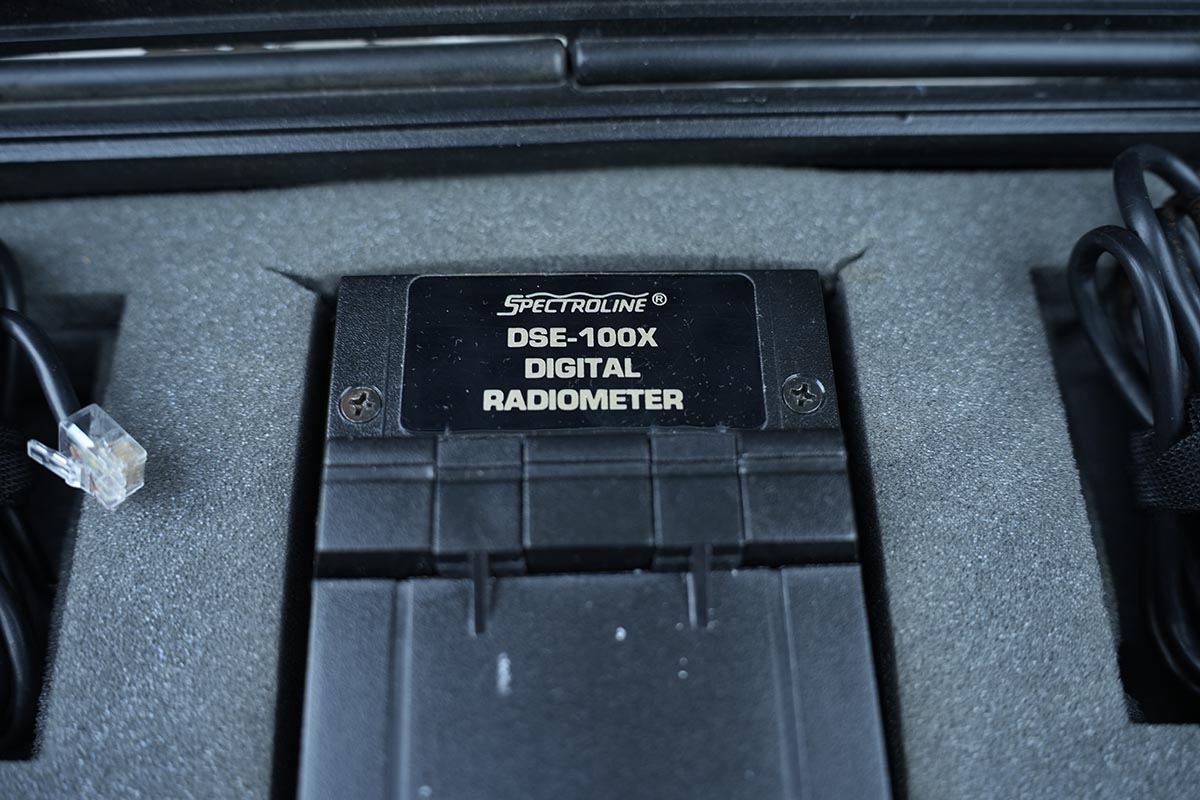 SPECTROLINE®
DSE-100X
DIGITAL
RADIOMETER